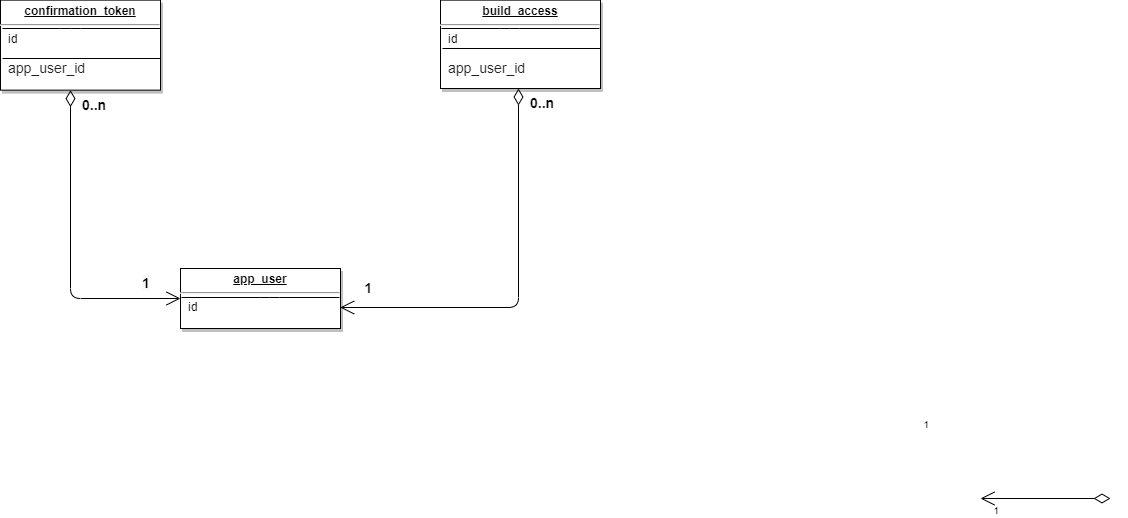 confirmation_token
id
app_user_id
0..n
build_access
id
app_user_id
0..n
1
app_user
id
1
1
1